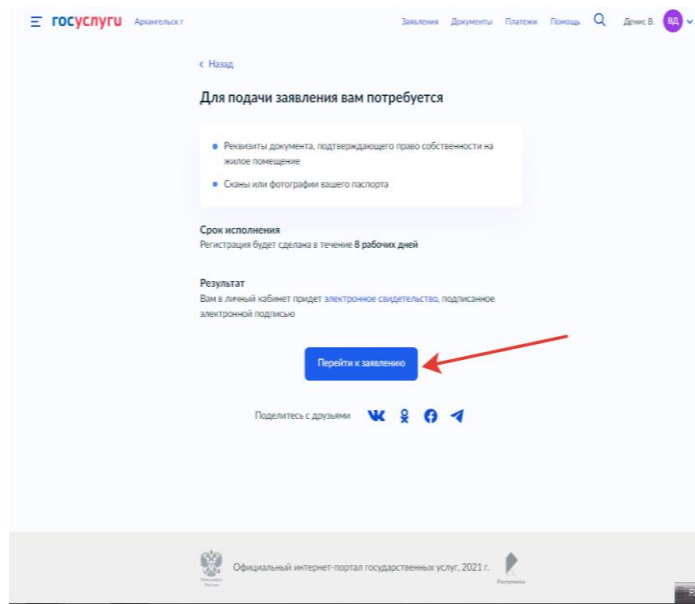 госуслуги Архангельск г Заявления Документы Платежи Помощь Денис В. ВД
Назад
Для подачи заявления вам потребуется
Реквизиты документа, подтверждающего право собственности на
жилое помещение
Сканы или фотографии вашего паспорта
Срок исполнения
Регистрация будет сделана в течение 8 рабочих дней
Результат
Вам в личный кабинет придет электронное свидетельство, подписанное
электронной подписью
Перейти к заявлению
Поделитесь с друзьями
Официальный интернет-портал государственных услуг, 2021 г.